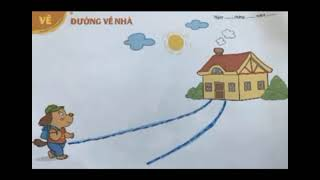 VẼ
ĐƯỜNG VỀ NHÀ